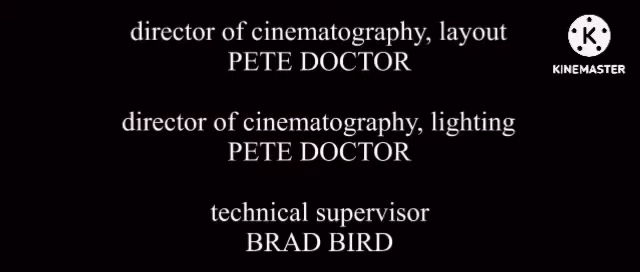 director of cinematography, layout
PETE DOCTOR
director of cinematography, lighting
PETE DOCTOR
technical supervisor
BRAD BIRD
K
KINEMASTER